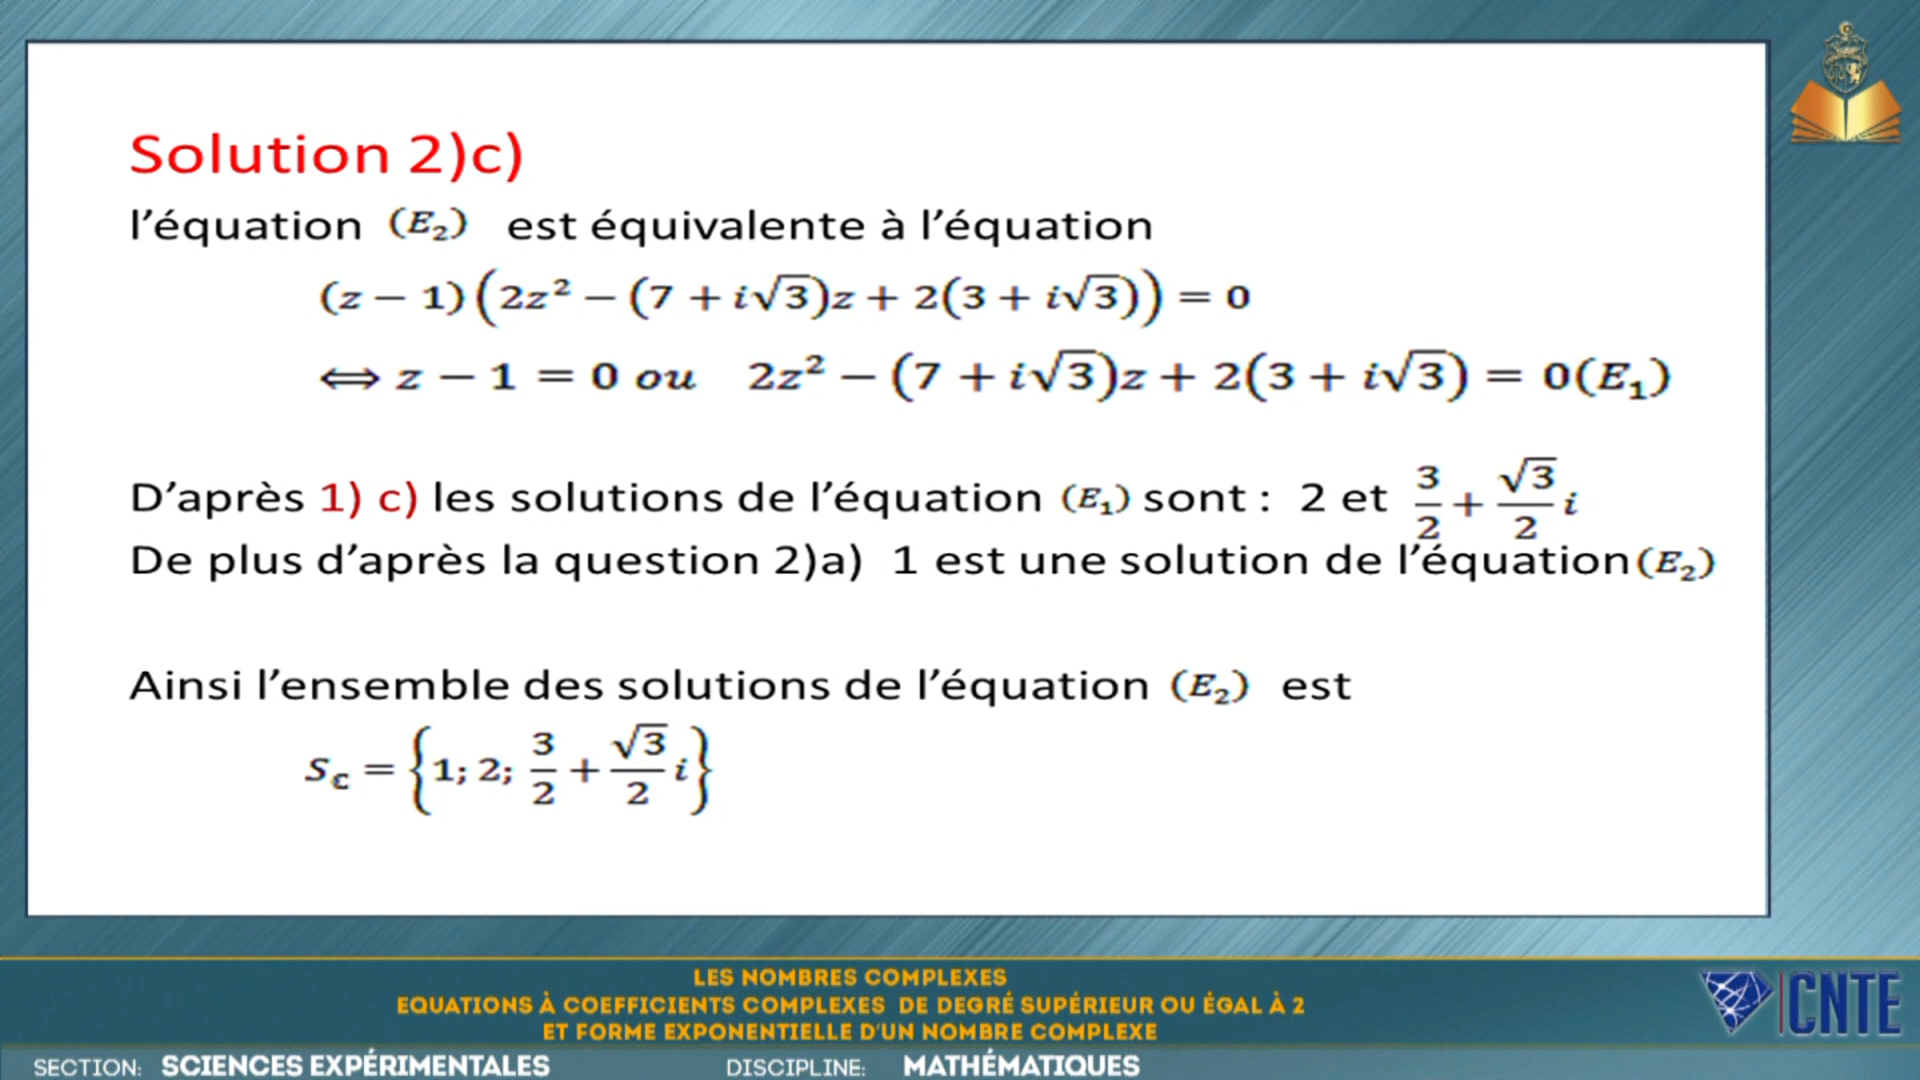 Solution 2)c)
l’équation (E₂) est équivalente à l’équation
(z − 1)(2z² − (7 + i√3)z + 2(3 + i√3)) = 0
⟺ z − 1 = 0 ou 2z² − (7 + i√3)z + 2(3 + i√3) = 0(E₁)
D’après 1) c) les solutions de l’équation (E₁) sont : 2 et 3/2 + √3/2 i
De plus d’après la question 2)a) 1 est une solution de l’équation(E₂)
Ainsi l’ensemble des solutions de l’équation (E₂) est
S_ℂ = {1; 2; 3/2 + √3/2 i}
LES NOMBRES COMPLEXES
EQUATIONS À COEFFICIENTS COMPLEXES DE DEGRÉ SUPÉRIEUR OU ÉGAL À 2
ET FORME EXPONENTIELLE D'UN NOMBRE COMPLEXE
CNTE
SECTION: SCIENCES EXPÉRIMENTALES DISCIPLINE: MATHÉMATIQUES